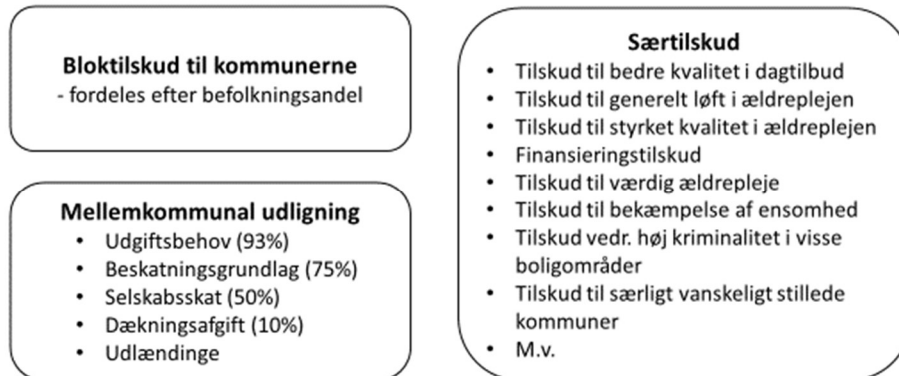 Bloktilskud til kommunerne
- fordeles efter befolkningsandel
Mellemkommunal udligning
• Udgiftsbehov (93%)
• Beskatningsgrundlag (75%)
• Selskabsskat (50%)
• Dækningsafgift (10%)
• Udlændinge
Særtilskud
• Tilskud til bedre kvalitet i dagtilbud
• Tilskud til generelt løft i ældreplejen
• Tilskud til styrket kvalitet i ældreplejen
• Finansieringstilskud
• Tilskud til værdig ældrepleje
• Tilskud til bekæmpelse af ensomhed
• Tilskud vedr. høj kriminalitet i visse
boligområder
• Tilskud til særligt vanskeligt stillede
kommuner
• M.v.